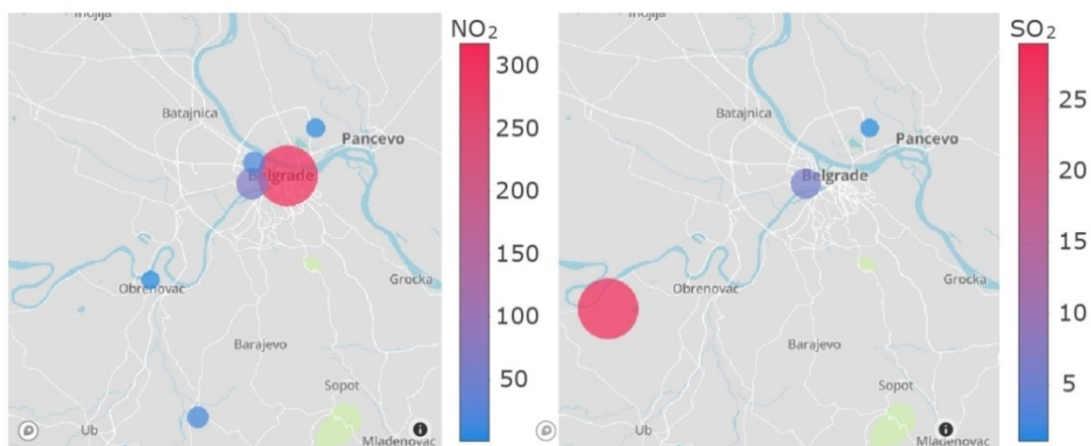 Inđija
NO₂
Batajnica
Pancevo
Belgrade
Grocka
Obrenovac
Barajevo
Sopot
Ub
Mladenovac
300
250
200
150
100
50
SO₂
Batajnica
Pancevo
Belgrade
Grocka
Obrenovac
Barajevo
Sopot
Ub
Mladenovac
25
20
15
10
5